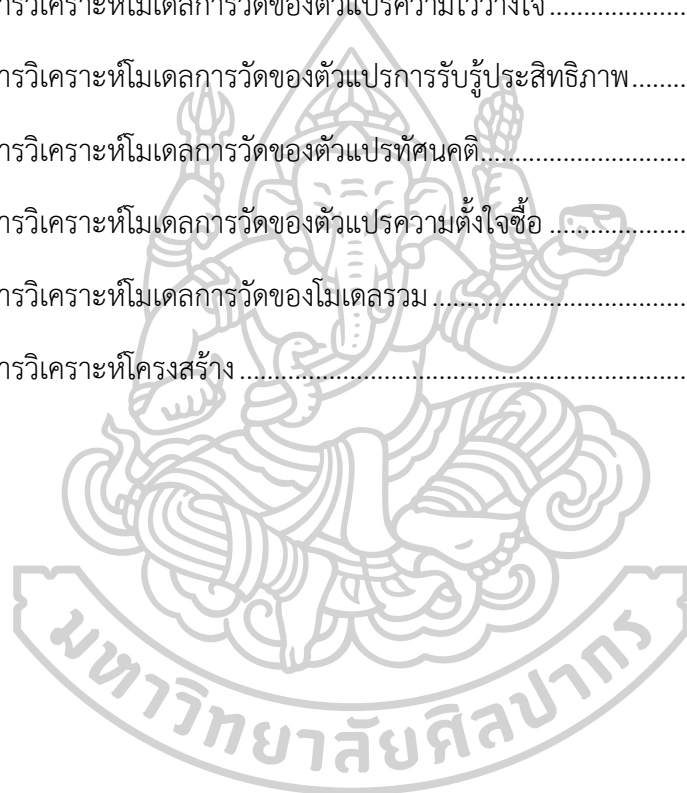 ารวิเคราะห์โมเดลการวัดของตัวแปรความไว้วางใจ....................
ารวิเคราะห์โมเดลการวัดของตัวแปรการรับรู้ประสิทธิภาพ........
ารวิเคราะห์โมเดลการวัดของตัวแปรทัศนคติ..............................
ารวิเคราะห์โมเดลการวัดของตัวแปรความตั้งใจซื้อ ....................
ารวิเคราะห์โมเดลการวัดของโมเดลรวม .....................................
ารวิเคราะห์โครงสร้าง .................................................................
มหาวิทยาลัยศิลปากร